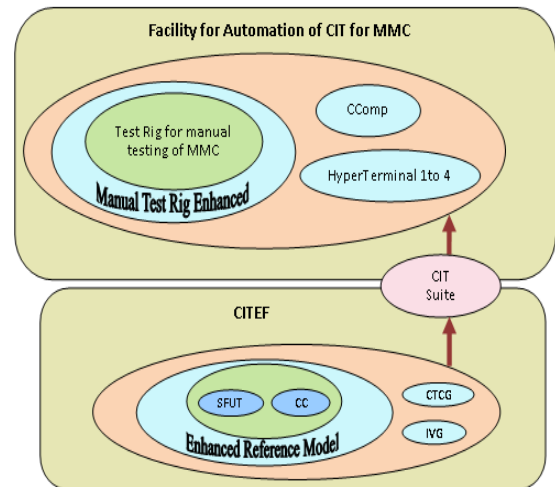 Facility for Automation of CIT for MMC
CComp
Test Rig for manual
testing of MMC
HyperTerminal 1to 4
Manual Test Rig Enhanced
CIT
Suite
CITEF
SFUT
CC
CTCG
IVG
Enhanced Reference Model